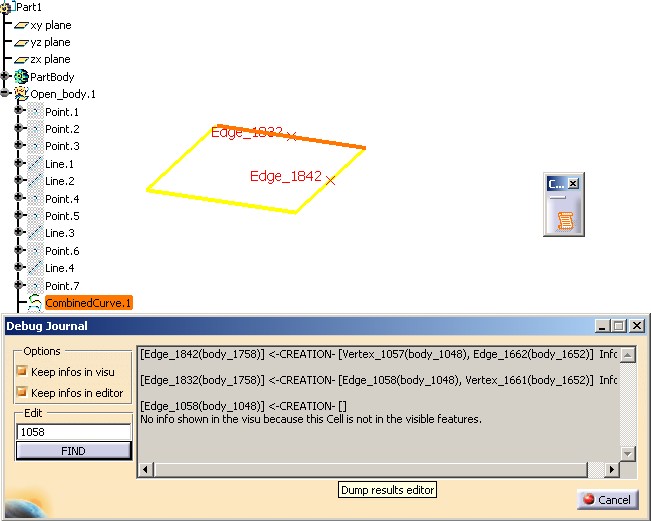 Part1
xy plane
yz plane
zx plane
PartBody
Open_body.1
Point.1
Point.2
Point.3
Line.1
Line.2
Point.4
Point.5
Line.3
Point.6
Line.4
Point.7
CombinedCurve.1
Edge_1832
Edge_1842
C...
Debug Journal
Options
Keep infos in visu
Keep infos in editor
Edit
1058
FIND
[Edge_1842(body_1758)] <-CREATION- [Vertex_1057(body_1048), Edge_1662(body_1652)] Info
[Edge_1832(body_1758)] <-CREATION- [Edge_1058(body_1048), Vertex_1661(body_1652)] Info
[Edge_1058(body_1048)] <-CREATION- []
No info shown in the visu because this Cell is not in the visible features.
Dump results editor
Cancel